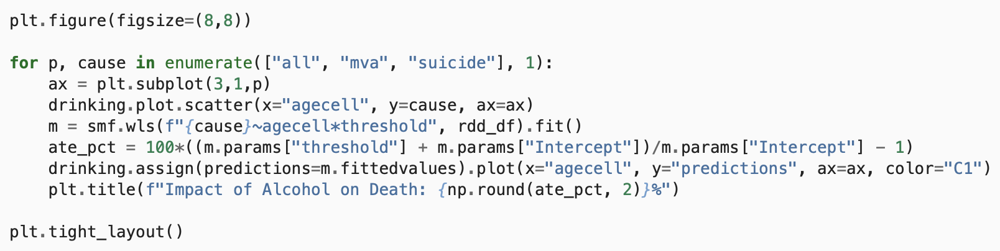 plt.figure(figsize=(8,8))
for p, cause in enumerate(["all", "mva", "suicide"], 1):
    ax = plt.subplot(3,1,p)
    drinking.plot.scatter(x="agecell", y=cause, ax=ax)
    m = smf.wls(f"{cause}~agecell*threshold", rdd_df).fit()
    ate_pct = 100*((m.params["threshold"] + m.params["Intercept"])/m.params["Intercept"] - 1)
    drinking.assign(predictions=m.fittedvalues).plot(x="agecell", y="predictions", ax=ax, color="C1")
    plt.title(f"Impact of Alcohol on Death: {np.round(ate_pct, 2)}%")
plt.tight_layout()